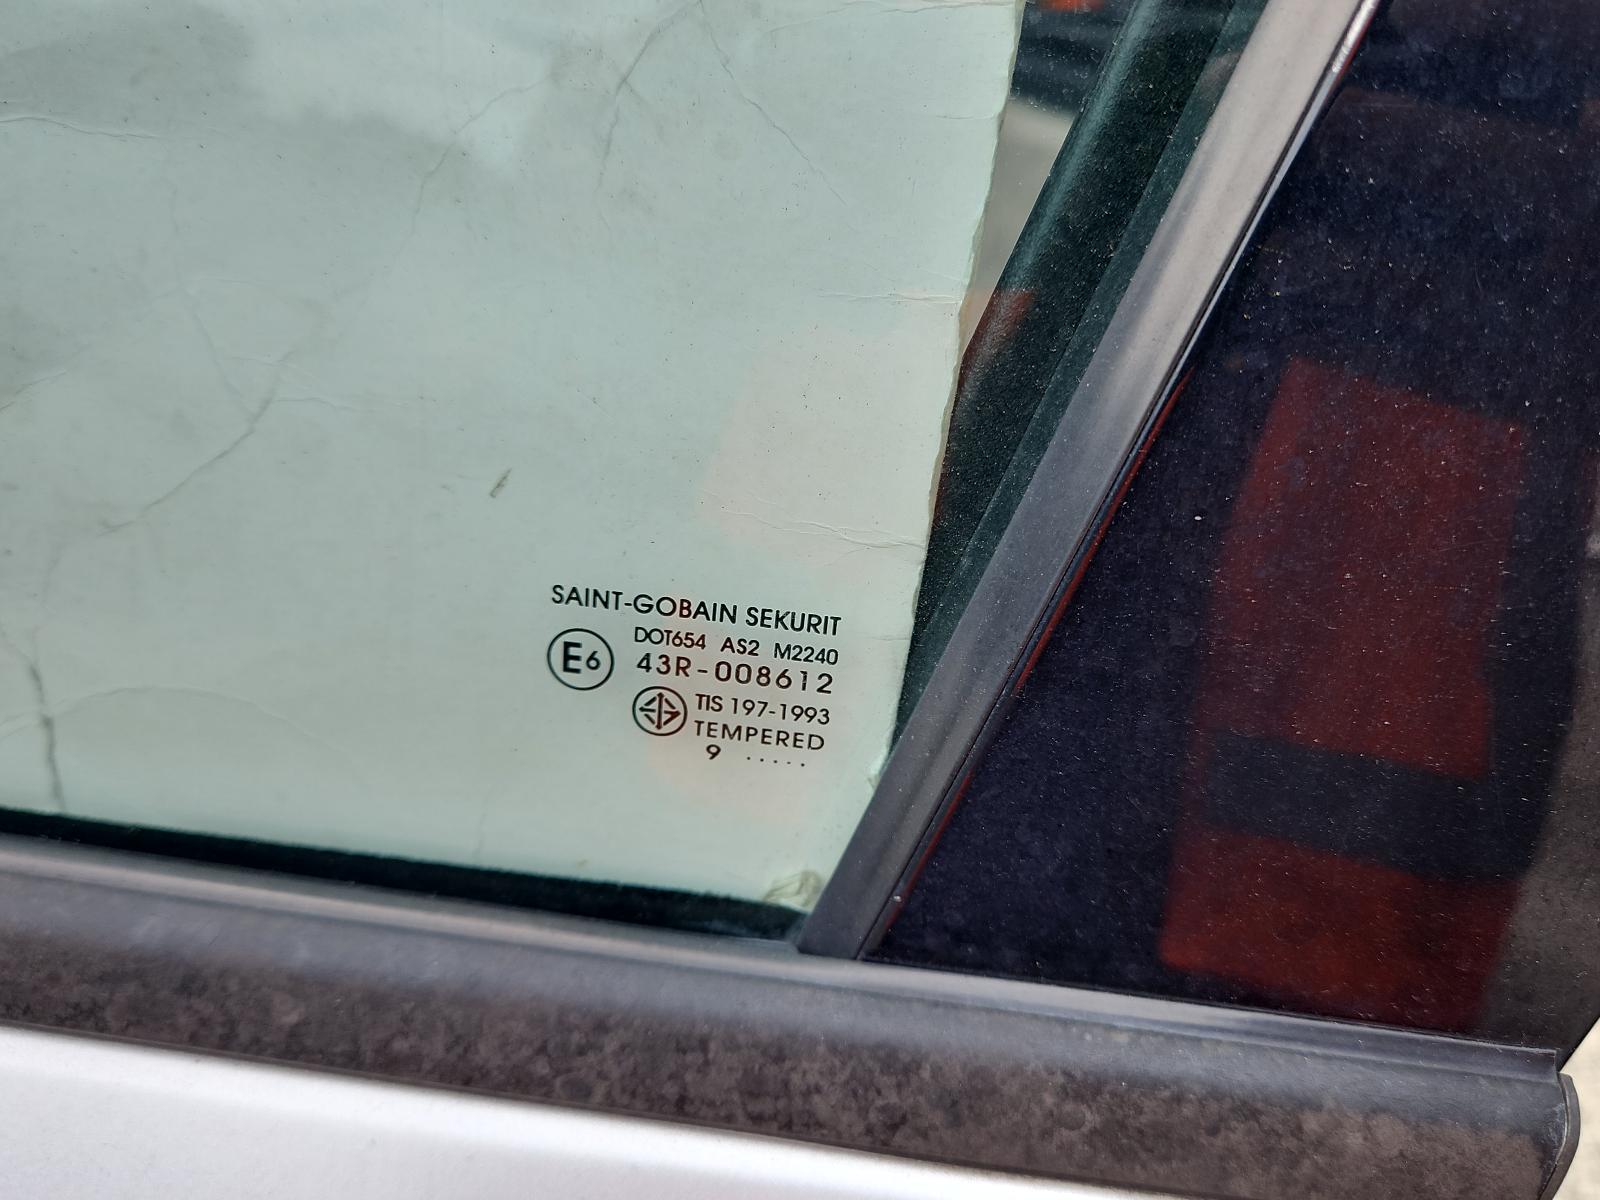 SAINT-GOBAIN SEKURIT
DOT654 AS2 M2240
E6 43R-008612
TIS 197-1993
TEMPERED
9 .....